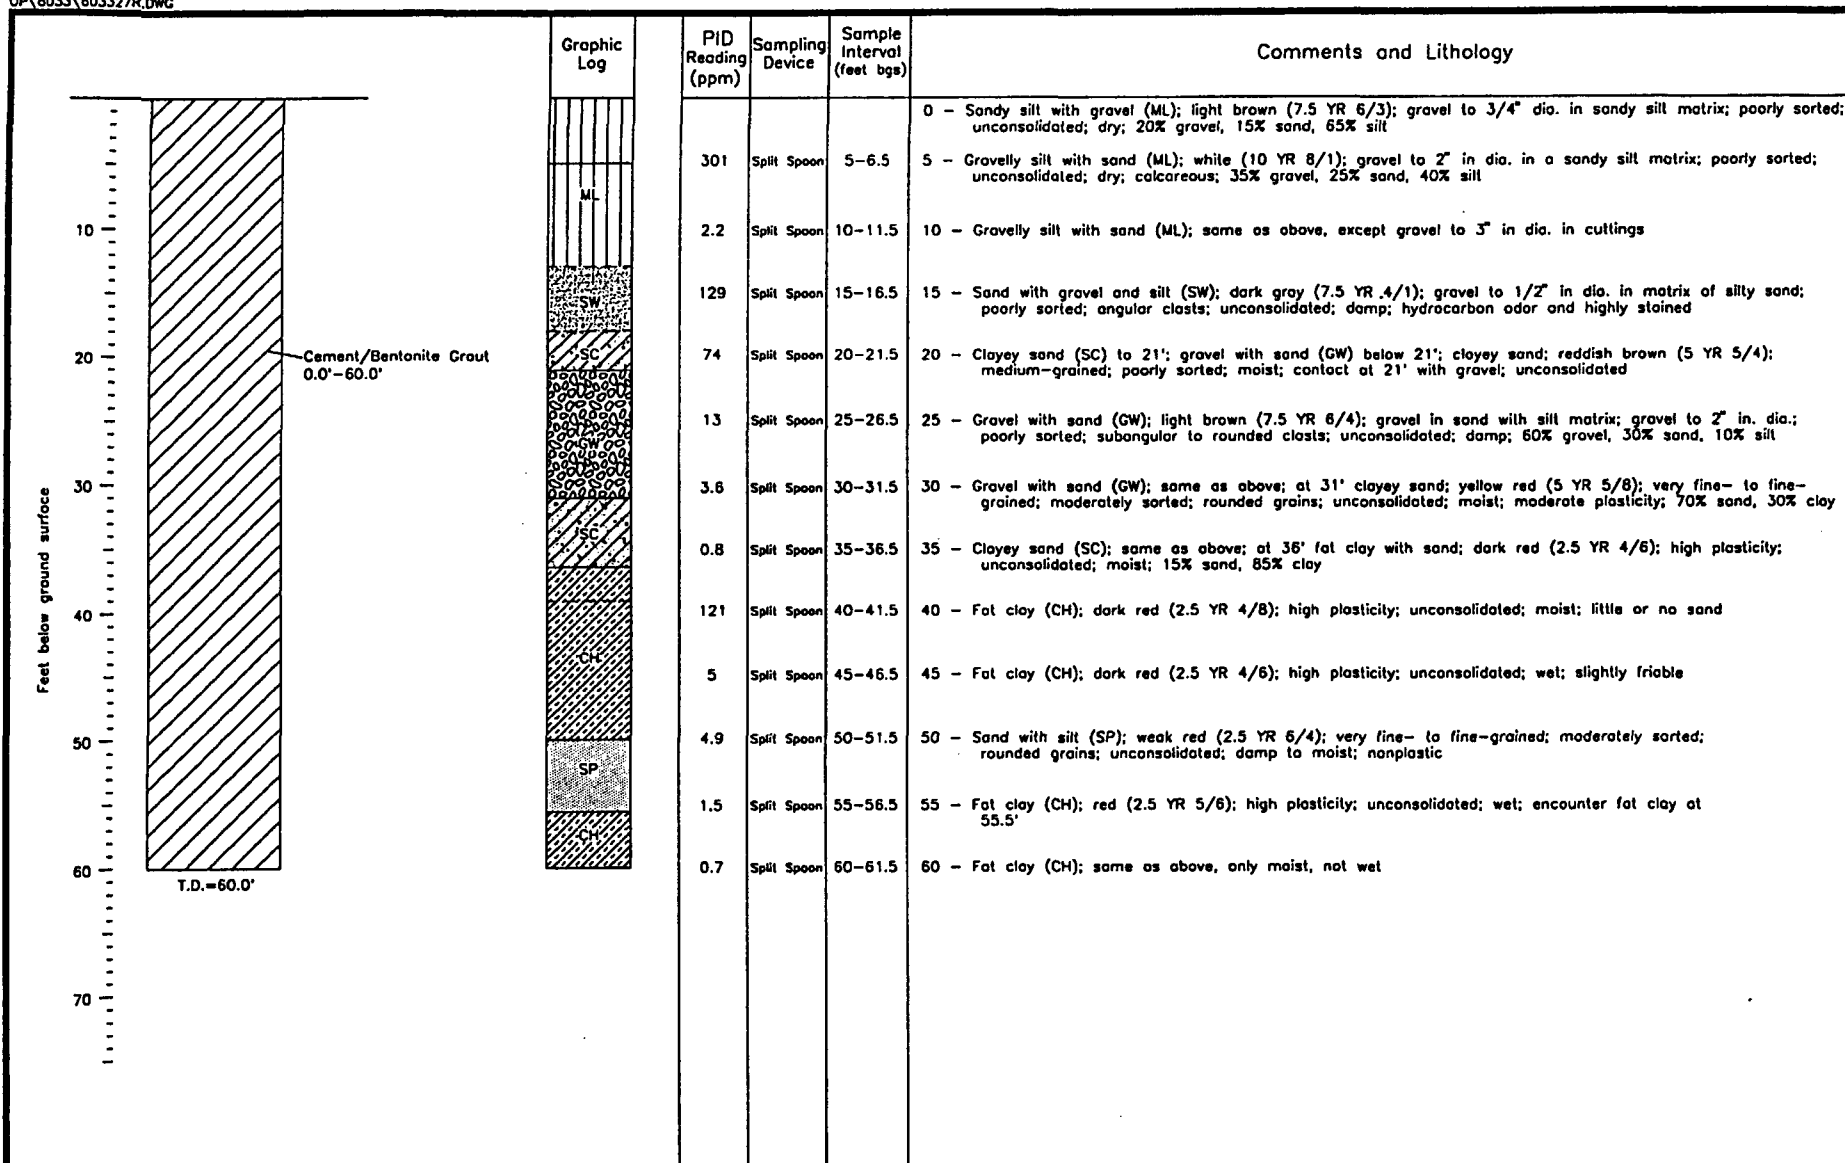 OP\8033\803327R.DWG
Graphic Log
PID Reading (ppm)
Sampling Device
Sample Interval (feet bgs)
Comments and Lithology
0 – Sandy silt with gravel (ML); light brown (7.5 YR 6/3); gravel to 3/4" dia. in sandy silt matrix; poorly sorted;
unconsolidated; dry; 20% gravel, 15% sand, 65% silt
301 Split Spoon 5–6.5 5 – Gravelly silt with sand (ML); white (10 YR 8/1); gravel to 2" in dia. in a sandy silt matrix; poorly sorted;
unconsolidated; dry; calcareous; 35% gravel, 25% sand, 40% silt
ML
10 2.2 Split Spoon 10–11.5 10 – Gravelly silt with sand (ML); same as above, except gravel to 3" in dia. in cuttings
129 Split Spoon 15–16.5 15 – Sand with gravel and silt (SW); dark gray (7.5 YR .4/1); gravel to 1/2" in dia. in matrix of silty sand;
SW
poorly sorted; angular clasts; unconsolidated; damp; hydrocarbon odor and highly stained
20 Cement/Bentonite Grout SC 74 Split Spoon 20–21.5 20 – Clayey sand (SC) to 21'; gravel with sand (GW) below 21'; clayey sand; reddish brown (5 YR 5/4);
0.0'–60.0'
medium–grained; poorly sorted; moist; contact at 21' with gravel; unconsolidated
13 Split Spoon 25–26.5 25 – Gravel with sand (GW); light brown (7.5 YR 6/4); gravel in sand with silt matrix; gravel to 2" in. dia.;
GW
poorly sorted; subangular to rounded clasts; unconsolidated; damp; 60% gravel, 30% sand, 10% silt
30 3.6 Split Spoon 30–31.5 30 – Gravel with sand (GW); same as above; at 31' clayey sand; yellow red (5 YR 5/8); very fine– to fine–
grained; moderately sorted; rounded grains; unconsolidated; moist; moderate plasticity; 70% sand, 30% clay
SC
0.8 Split Spoon 35–36.5 35 – Clayey sand (SC); same as above; at 36' fat clay with sand; dark red (2.5 YR 4/6); high plasticity;
unconsolidated; moist; 15% sand, 85% clay
Feet below ground surface
40 121 Split Spoon 40–41.5 40 – Fat clay (CH); dark red (2.5 YR 4/8); high plasticity; unconsolidated; moist; little or no sand
CH
5 Split Spoon 45–46.5 45 – Fat clay (CH); dark red (2.5 YR 4/6); high plasticity; unconsolidated; wet; slightly friable
50 4.9 Split Spoon 50–51.5 50 – Sand with silt (SP); weak red (2.5 YR 6/4); very fine– to fine–grained; moderately sorted;
rounded grains; unconsolidated; damp to moist; nonplastic
SP
1.5 Split Spoon 55–56.5 55 – Fat clay (CH); red (2.5 YR 5/6); high plasticity; unconsolidated; wet; encounter fat clay at
55.5'
CH
60 0.7 Split Spoon 60–61.5 60 – Fat clay (CH); same as above, only moist, not wet
T.D.=60.0'
70